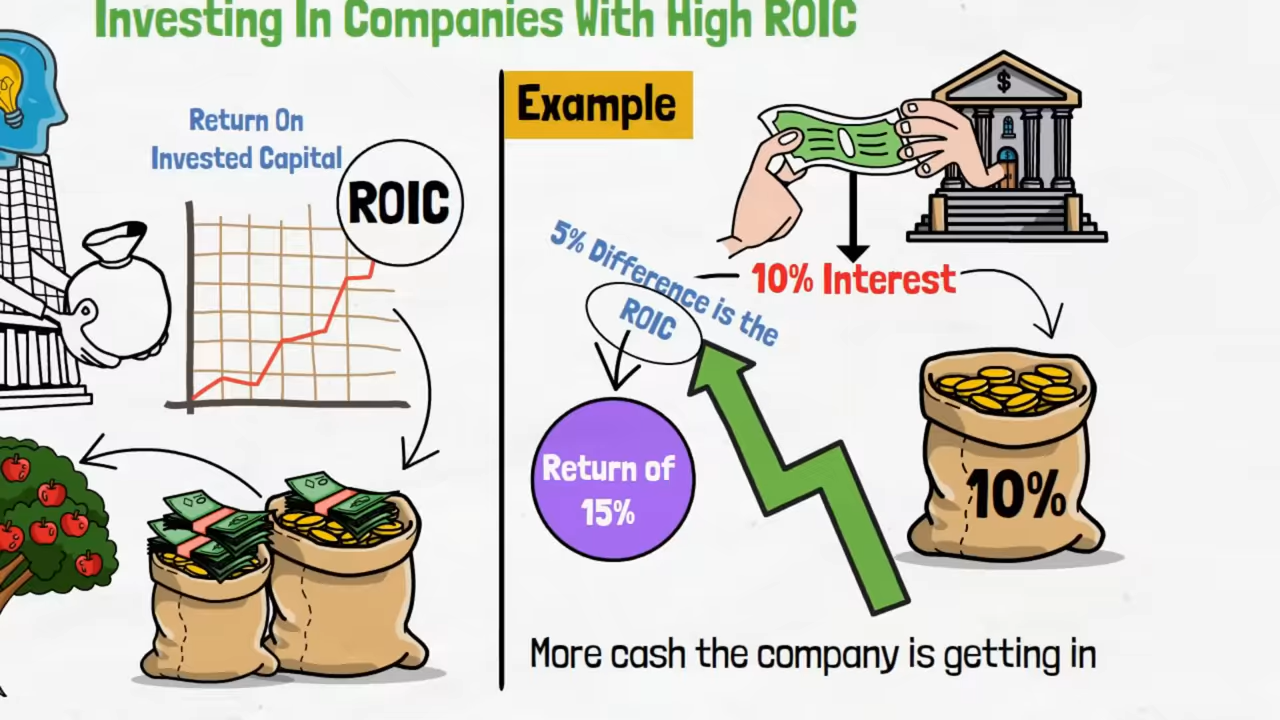 Investing In Companies With High ROIC
Return On
Invested Capital
ROIC
Example
$
10% Interest
5% Difference is the
ROIC
Return of
15%
10%
More cash the company is getting in